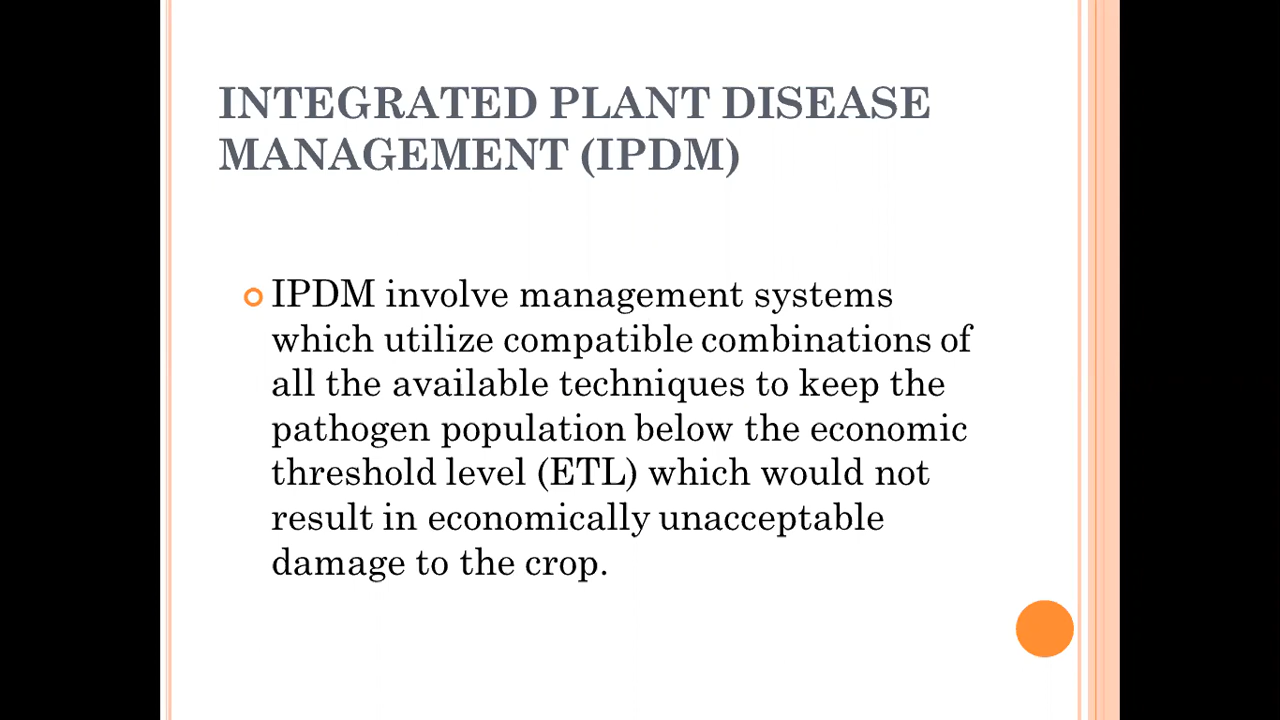 INTEGRATED PLANT DISEASE
MANAGEMENT (IPDM)
IPDM involve management systems
which utilize compatible combinations of
all the available techniques to keep the
pathogen population below the economic
threshold level (ETL) which would not
result in economically unacceptable
damage to the crop.